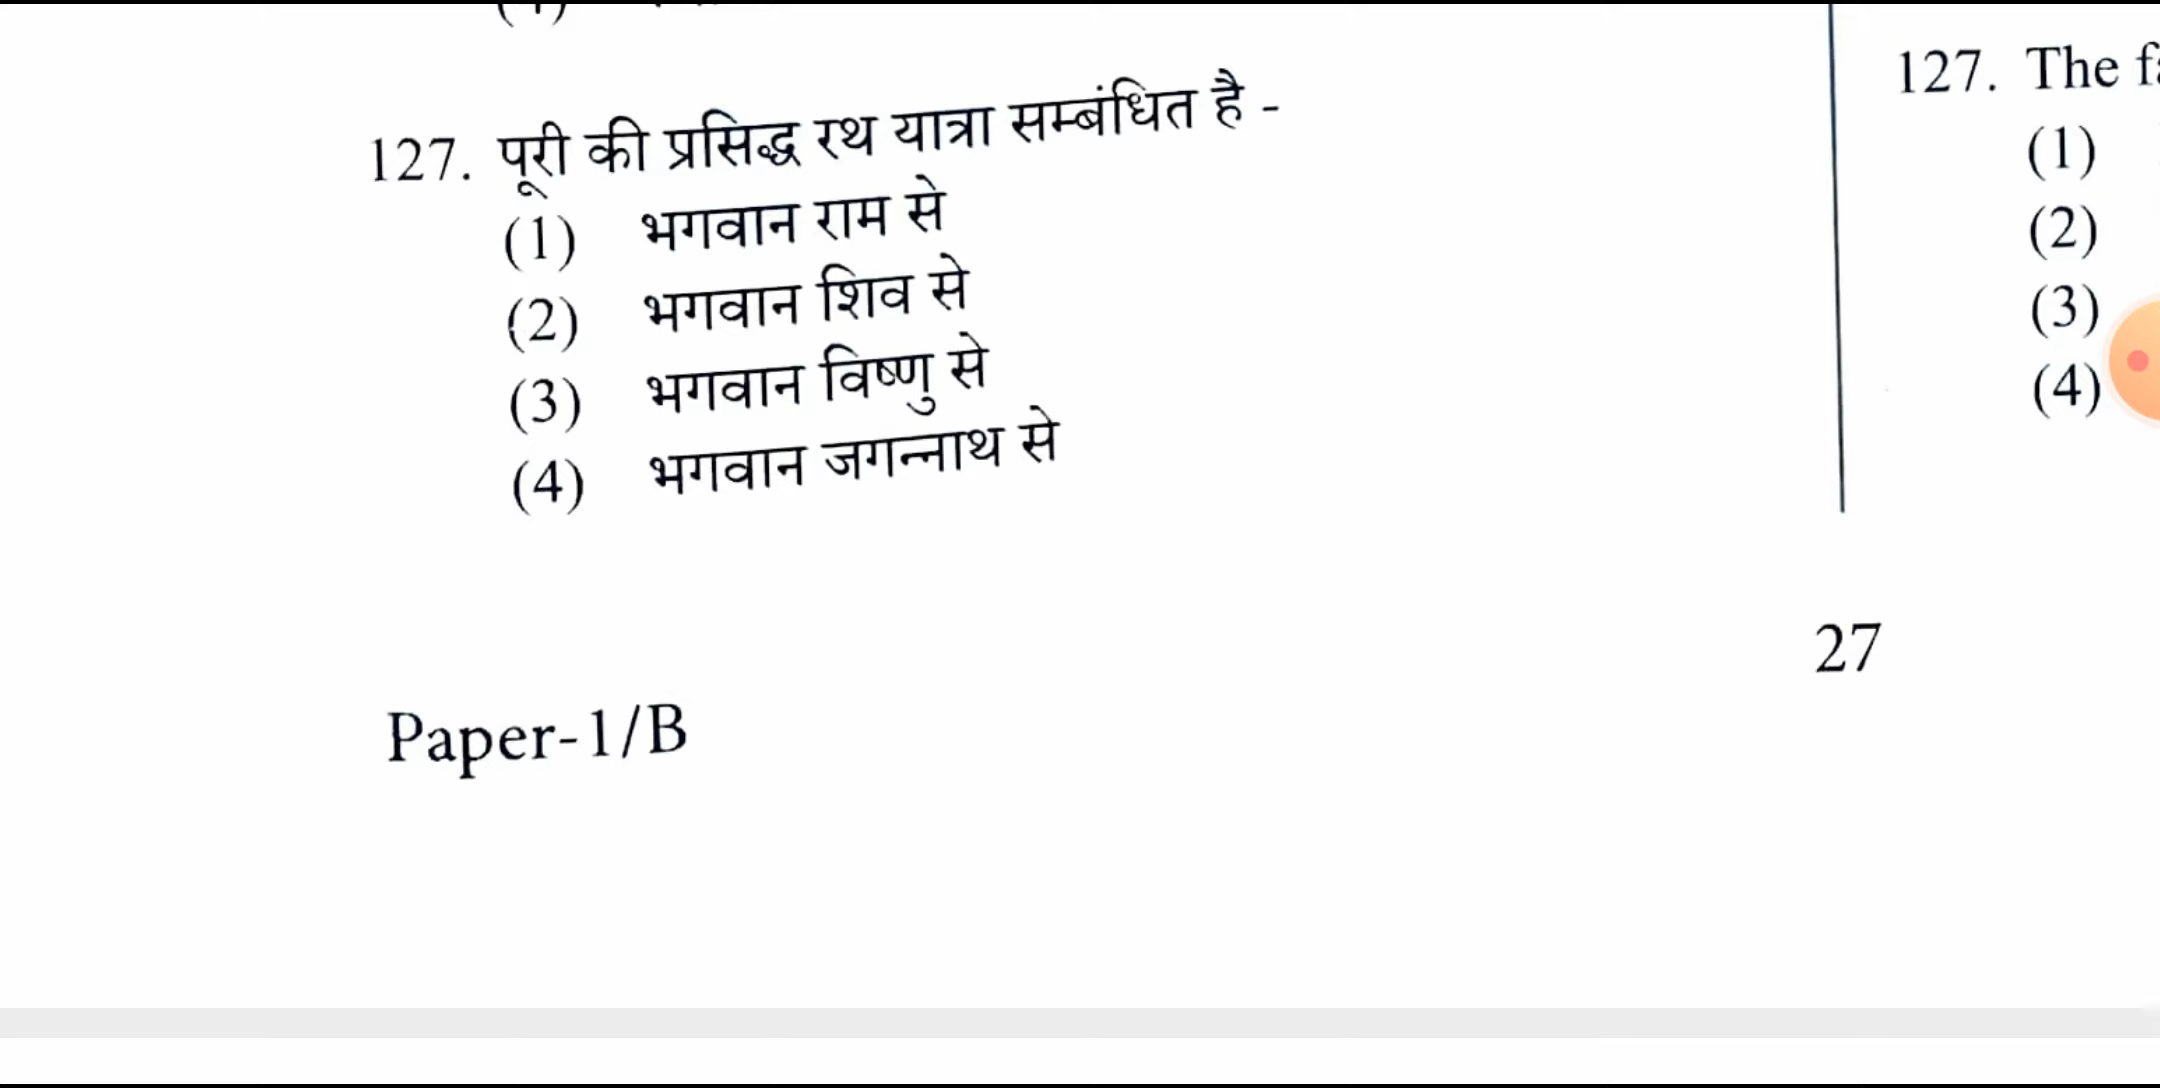 127. पूरी की प्रसिद्ध रथ यात्रा सम्बंधित है -
(1) भगवान राम से
(2) भगवान शिव से
(3) भगवान विष्णु से
(4) भगवान जगन्नाथ से
127. The
(1)
(2)
(3)
(4)
27
Paper-1/B